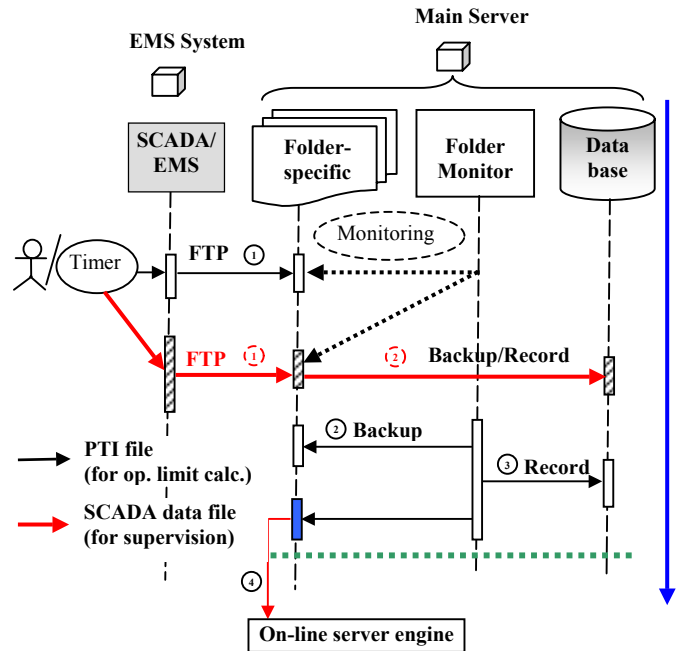 Main Server
EMS System
SCADA/
EMS
Folder-
specific
Folder
Monitor
Data
base
Monitoring
Timer
FTP 1
FTP 1
2 Backup/Record
2 Backup
3 Record
PTI file
(for op. limit calc.)
SCADA data file
(for supervision)
4
On-line server engine